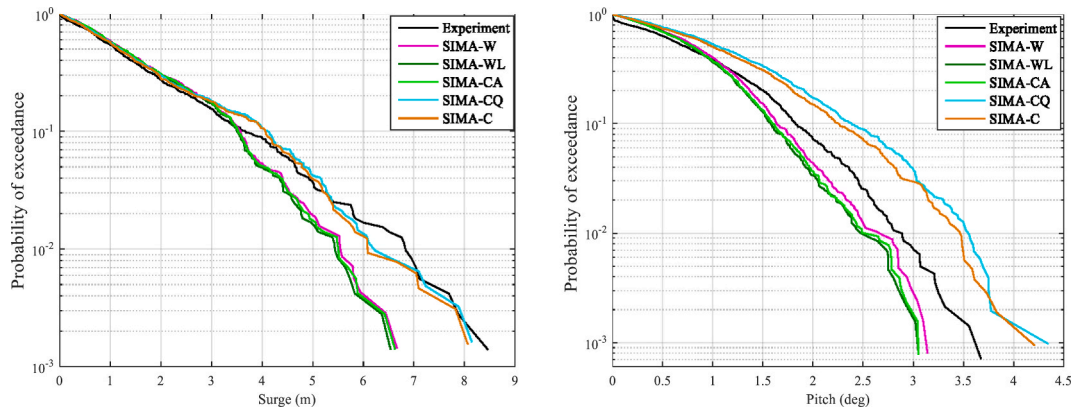 Probability of exceedance
10^0
10^-1
10^-2
10^-3
0 1 2 3 4 5 6 7 8 9
Surge (m)
Experiment
SIMA-W
SIMA-WL
SIMA-CA
SIMA-CQ
SIMA-C
Probability of exceedance
10^0
10^-1
10^-2
10^-3
0 0.5 1 1.5 2 2.5 3 3.5 4 4.5
Pitch (deg)
Experiment
SIMA-W
SIMA-WL
SIMA-CA
SIMA-CQ
SIMA-C